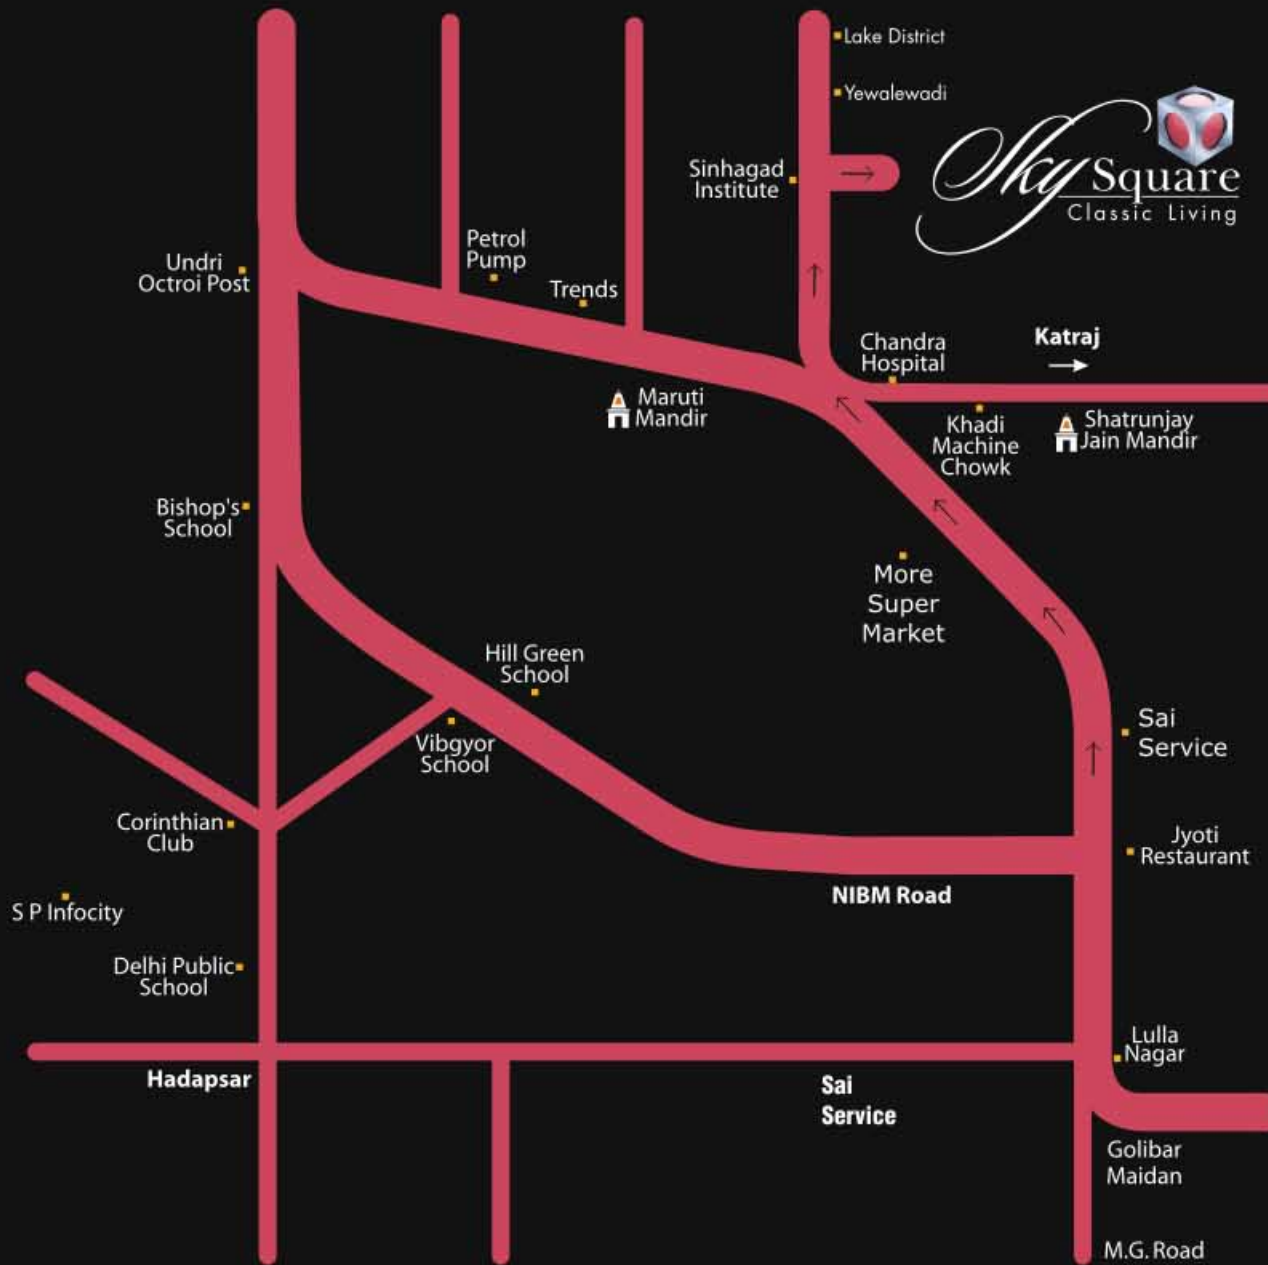 Lake District
Yewalewadi
Sky Square
Classic Living
Sinhagad
Institute
Petrol
Pump
Undri
Octroi Post
Trends
Chandra
Hospital
Katraj
Maruti
Mandir
Khadi
Machine
Chowk
Shatrunjay
Jain Mandir
Bishop's
School
More
Super
Market
Hill Green
School
Vibgyor
School
Sai
Service
Corinthian
Club
Jyoti
Restaurant
NIBM Road
S P Infocity
Delhi Public
School
Lulla
Nagar
Hadapsar
Sai
Service
Golibar
Maidan
M.G. Road